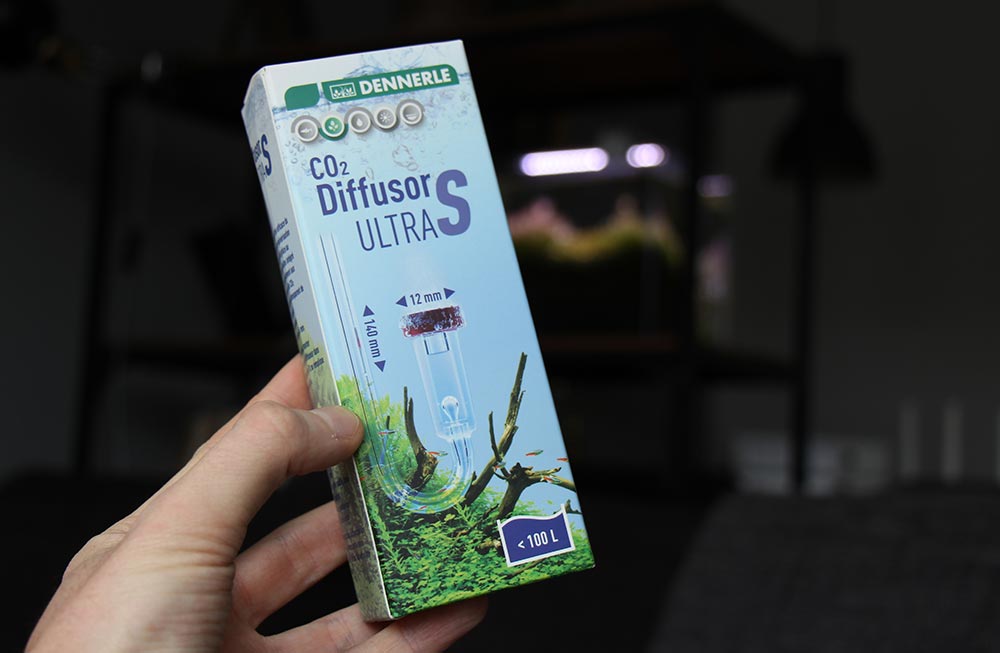 DENNERLE
CO2
Diffusor S
ULTRA
12 mm
140 mm
< 100 L
S